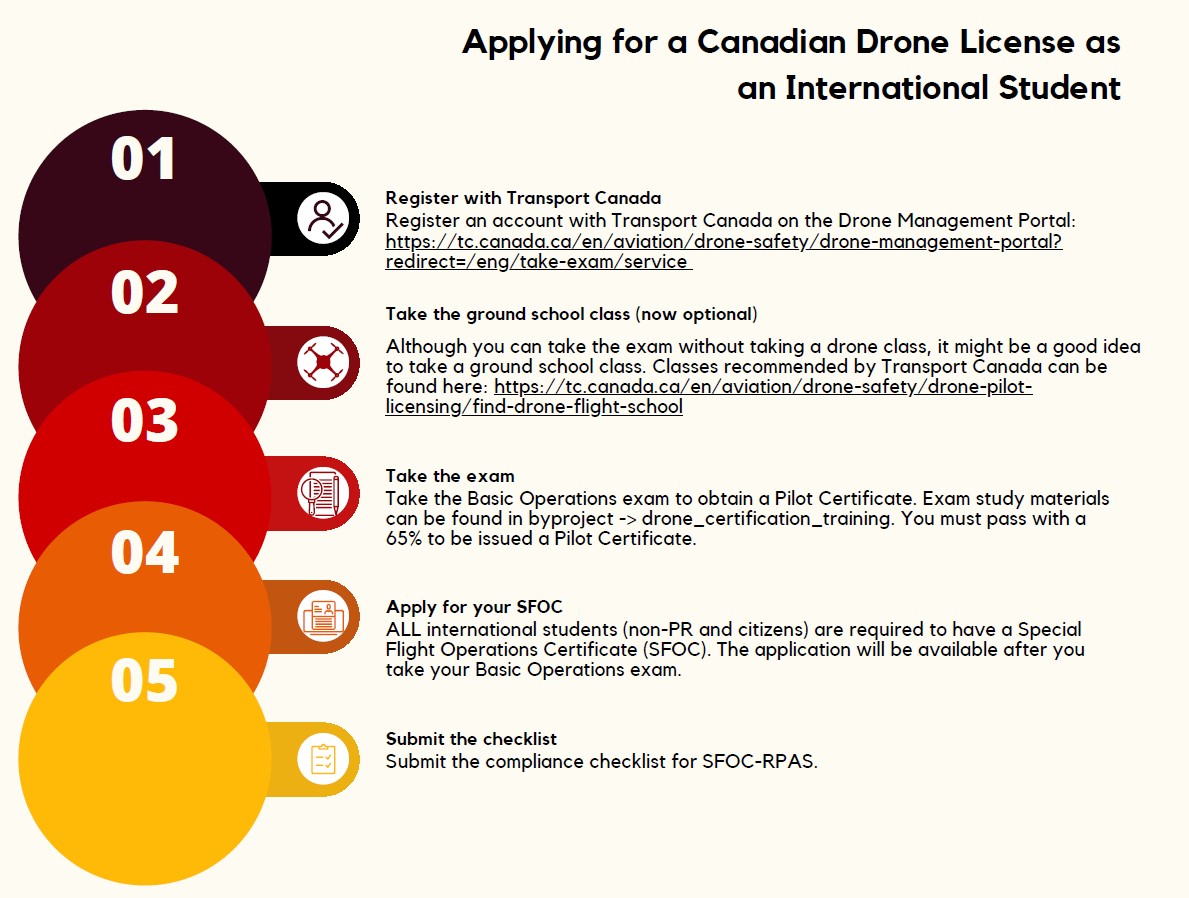 Applying for a Canadian Drone License as
an International Student
01
Register with Transport Canada
Register an account with Transport Canada on the Drone Management Portal:
https://tc.canada.ca/en/aviation/drone-safety/drone-management-portal?
redirect=/eng/take-exam/service
02
Take the ground school class (now optional)
Although you can take the exam without taking a drone class, it might be a good idea
to take a ground school class. Classes recommended by Transport Canada can be
found here: https://tc.canada.ca/en/aviation/drone-safety/drone-pilot-
licensing/find-drone-flight-school
03
Take the exam
Take the Basic Operations exam to obtain a Pilot Certificate. Exam study materials
can be found in byproject -> drone_certification_training. You must pass with a
65% to be issued a Pilot Certificate.
04
Apply for your SFOC
ALL international students (non-PR and citizens) are required to have a Special
Flight Operations Certificate (SFOC). The application will be available after you
take your Basic Operations exam.
05
Submit the checklist
Submit the compliance checklist for SFOC-RPAS.